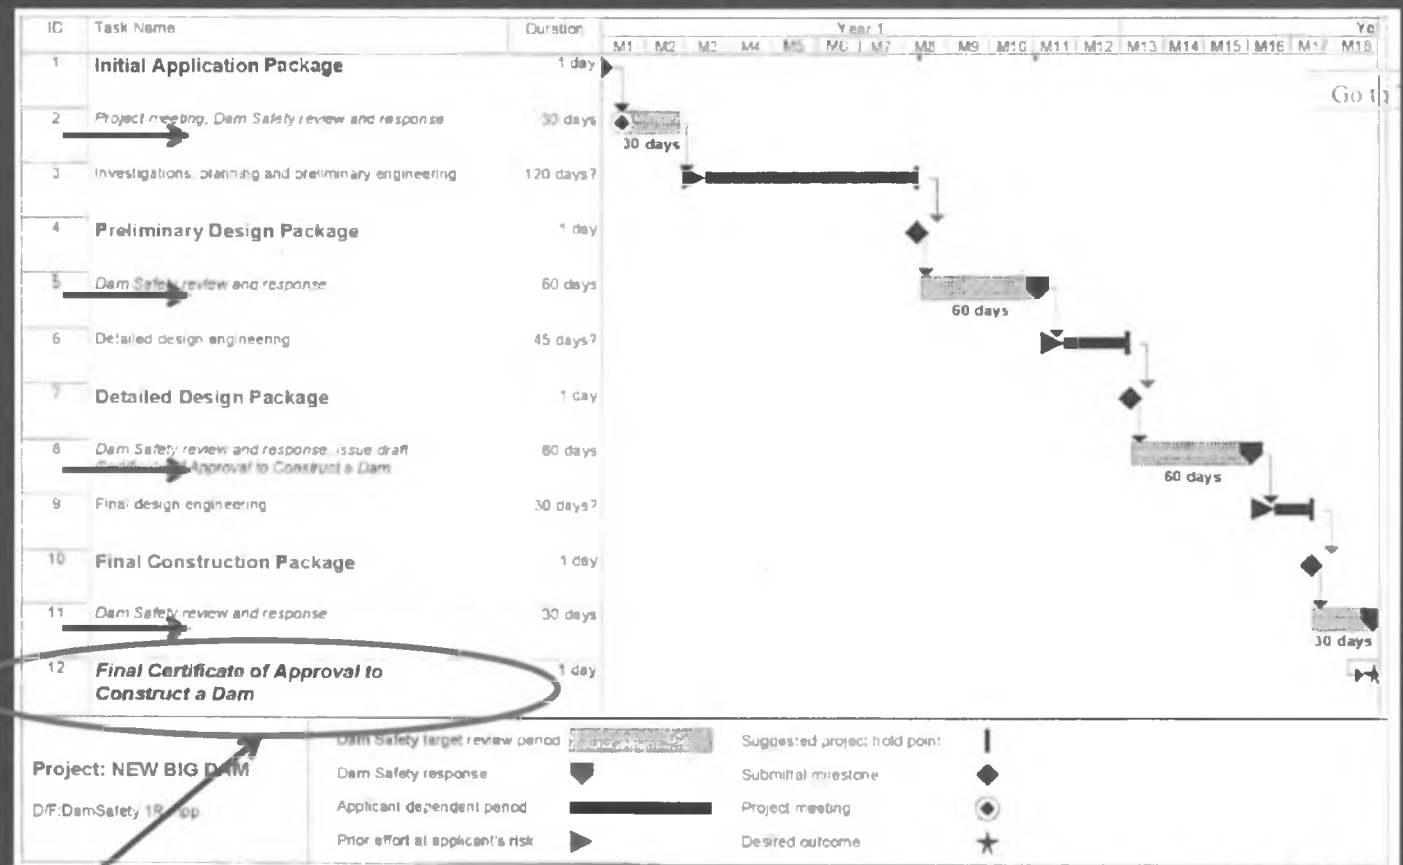 ID Task Name Duration Year 1
M1 M2 M3 M4 M5 M6 M7 M8 M9 M10 M11 M12 M13 M14 M15 M16 M17 M18
1 Initial Application Package 1 day
Go to
2 Project meeting, Dam Safety review and response 30 days
30 days
3 Investigations, planning and preliminary engineering 120 days?
4 Preliminary Design Package 1 day
5 Dam Safety review and response 60 days
60 days
6 Detailed design engineering 45 days?
7 Detailed Design Package 1 day
8 Dam Safety review and response, issue draft 60 days
Certificate of Approval to Construct a Dam
60 days
9 Final design engineering 30 days?
10 Final Construction Package 1 day
11 Dam Safety review and response 30 days
30 days
12 Final Certificate of Approval to 1 day
Construct a Dam
Dam Safety target review period Suggested project hold point
Project: NEW BIG DAM
Dam Safety response Submittal milestone
D/F:DamSafety
Applicant dependent period Project meeting
Prior effort at applicant's risk Desired outcome